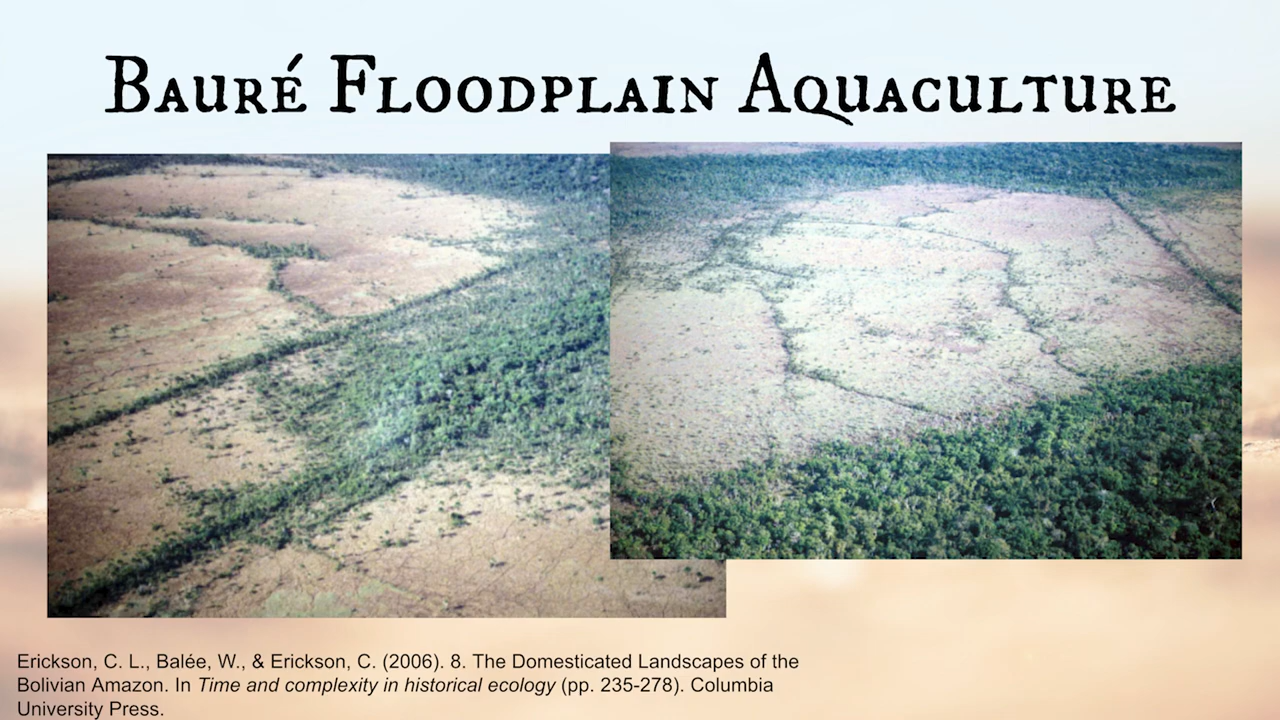 Bauré Floodplain Aquaculture
Erickson, C. L., Balée, W., & Erickson, C. (2006). 8. The Domesticated Landscapes of the
Bolivian Amazon. In Time and complexity in historical ecology (pp. 235-278). Columbia
University Press.